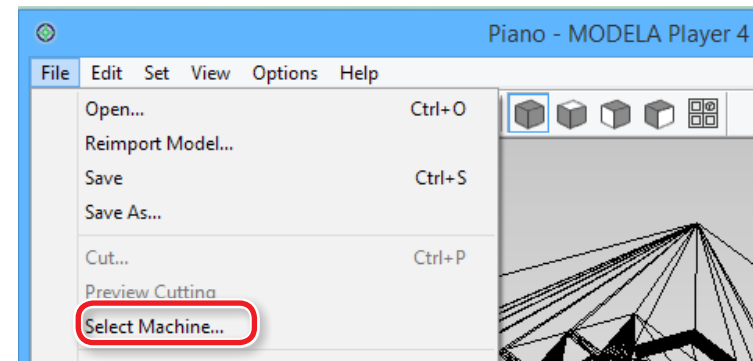 Piano - MODELA Player 4
File Edit Set View Options Help
Open... Ctrl+O
Reimport Model...
Save Ctrl+S
Save As...
Cut... Ctrl+P
Preview Cutting
Select Machine...